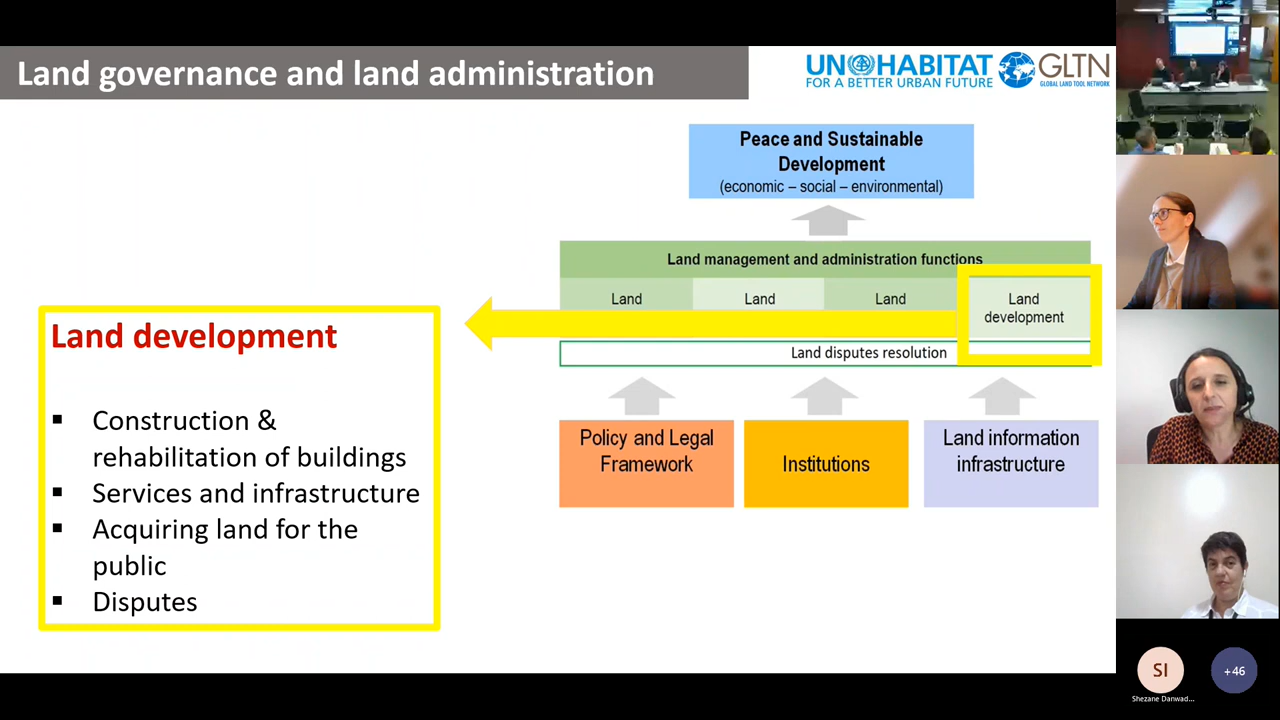 Land governance and land administration
UN HABITAT
FOR A BETTER URBAN FUTURE
GLTN
GLOBAL LAND TOOL NETWORK
Peace and Sustainable
Development
(economic – social – environmental)
Land management and administration functions
Land
Land
Land
Land
development
Land disputes resolution
Policy and Legal
Framework
Institutions
Land information
infrastructure
Land development
▪ Construction &
rehabilitation of buildings
▪ Services and infrastructure
▪ Acquiring land for the
public
▪ Disputes
SI
+46
Shezane Danwad...